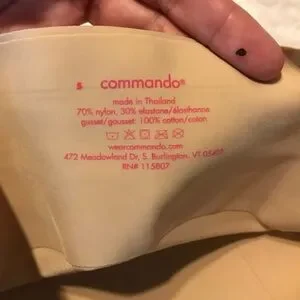 s commando®
made in Thailand
70% nylon, 30% elastane/élasthanne
gusset/gousset: 100% cotton/coton
wearcommando.com
472 Meadowland Dr, S. Burlington, VT 05403
RN# 115807